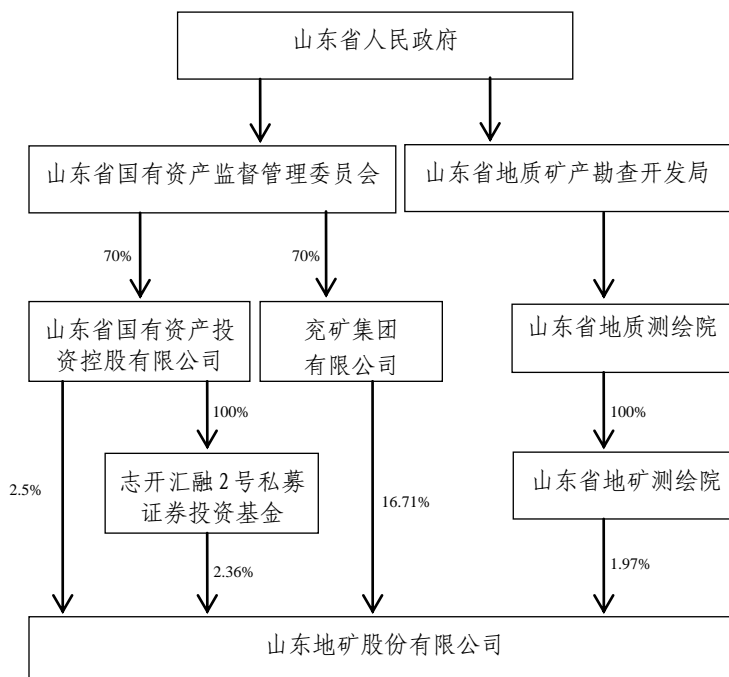 山东省人民政府
山东省国有资产监督管理委员会
山东省地质矿产勘查开发局
70%
70%
山东省国有资产投
资控股有限公司
兖矿集团
有限公司
山东省地质测绘院
100%
100%
2.5%
志开汇融2号私募
证券投资基金
16.71%
山东省地矿测绘院
2.36%
1.97%
山东地矿股份有限公司